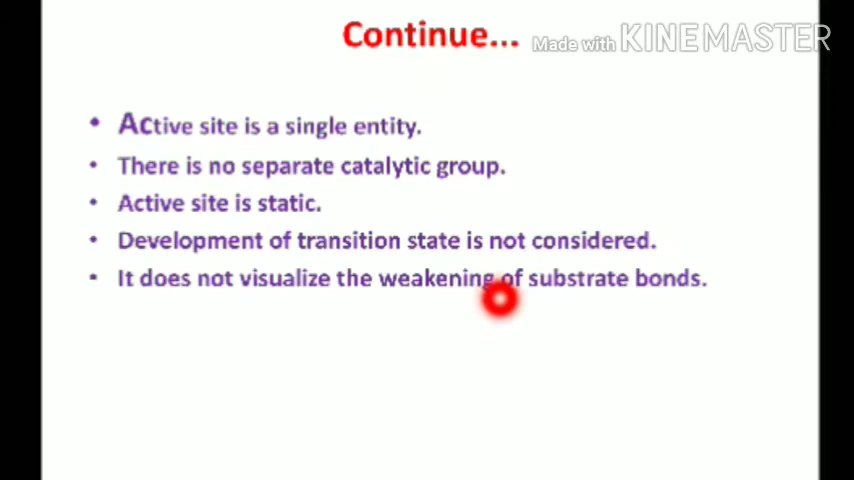 Continue...
Made with KINEMASTER
• Active site is a single entity.
• There is no separate catalytic group.
• Active site is static.
• Development of transition state is not considered.
• It does not visualize the weakening of substrate bonds.